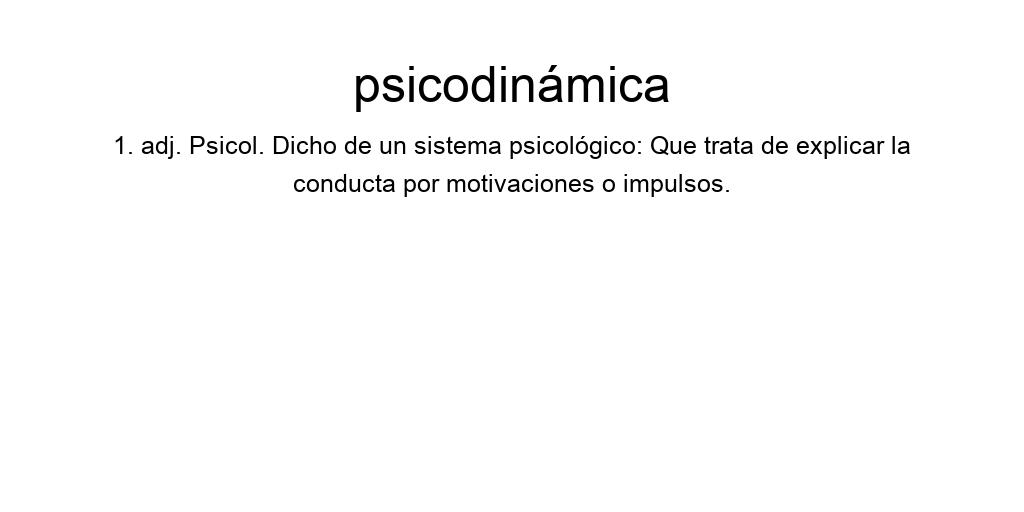 psicodinámica
1. adj. Psicol. Dicho de un sistema psicológico: Que trata de explicar la
conducta por motivaciones o impulsos.